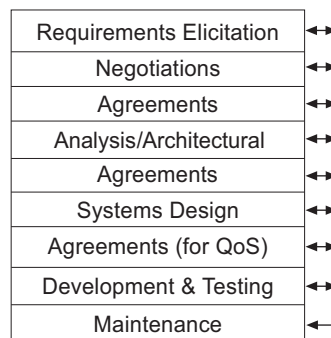 Requirements Elicitation
Negotiations
Agreements
Analysis/Architectural
Agreements
Systems Design
Agreements (for QoS)
Development & Testing
Maintenance